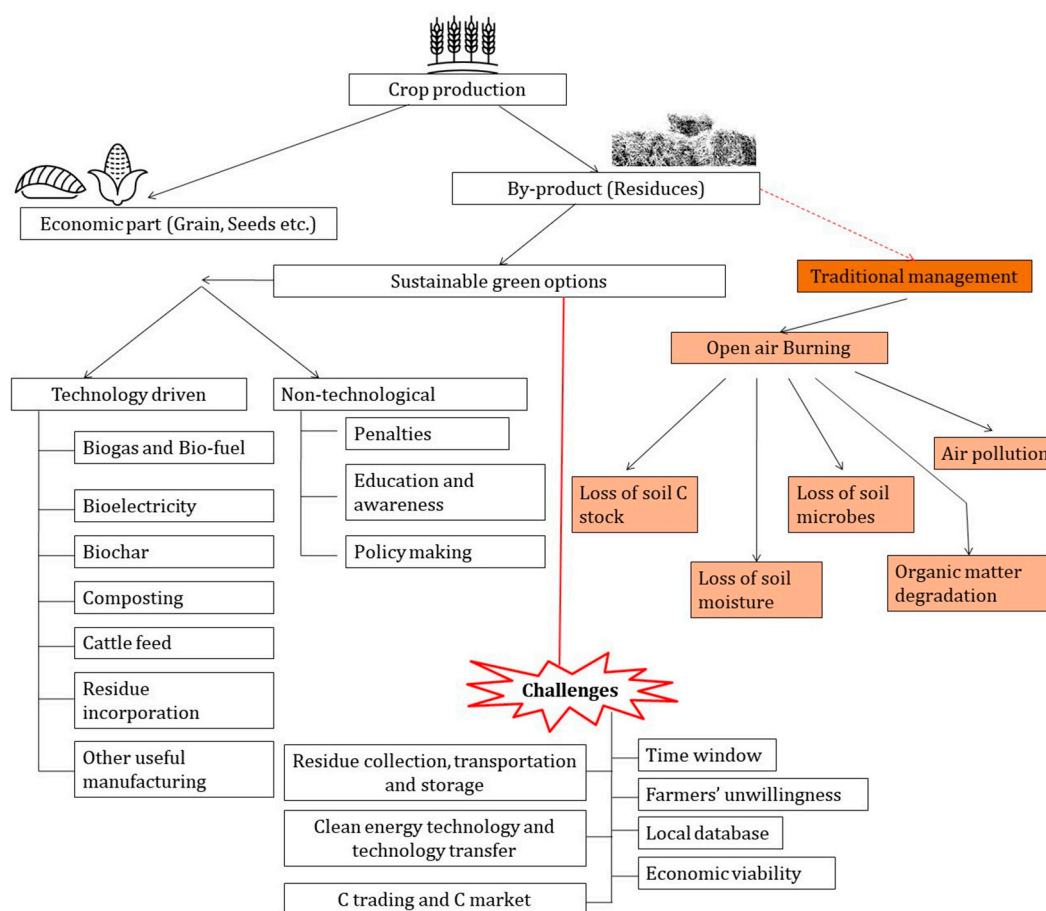 Crop production
By-product (Residuces)
Economic part (Grain, Seeds etc.)
Sustainable green options
Traditional management
Open air Burning
Technology driven
Non-technological
Biogas and Bio-fuel
Bioelectricity
Biochar
Composting
Cattle feed
Residue
incorporation
Other useful
manufacturing
Penalties
Education and
awareness
Policy making
Air pollution
Loss of soil C
stock
Loss of soil
microbes
Loss of soil
moisture
Organic matter
degradation
Challenges
Residue collection, transportation
and storage
Clean energy technology and
technology transfer
C trading and C market
Time window
Farmers’ unwillingness
Local database
Economic viability